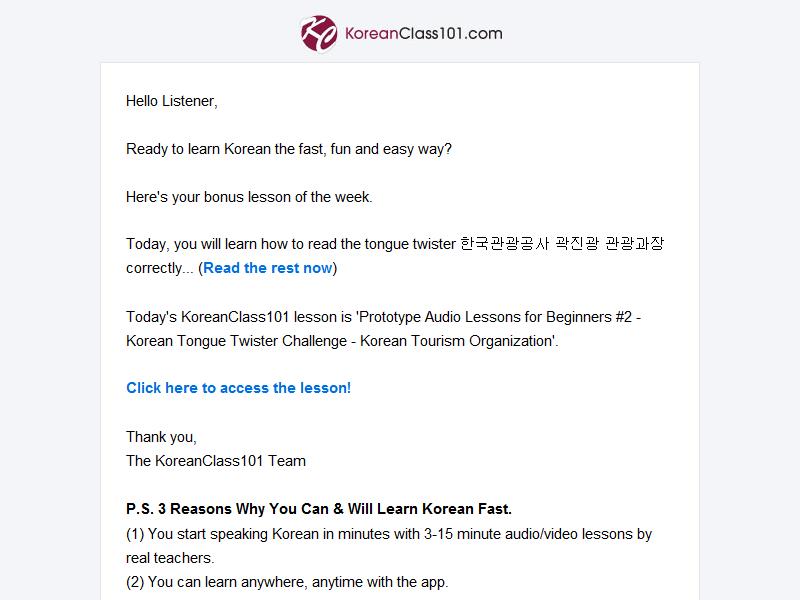 KoreanClass101.com
Hello Listener,
Ready to learn Korean the fast, fun and easy way?
Here's your bonus lesson of the week.
Today, you will learn how to read the tongue twister 한국관광공사 곽진광 관광과장
correctly... (Read the rest now)
Today's KoreanClass101 lesson is 'Prototype Audio Lessons for Beginners #2 -
Korean Tongue Twister Challenge - Korean Tourism Organization'.
Click here to access the lesson!
Thank you,
The KoreanClass101 Team
P.S. 3 Reasons Why You Can & Will Learn Korean Fast.
(1) You start speaking Korean in minutes with 3-15 minute audio/video lessons by
real teachers.
(2) You can learn anywhere, anytime with the app.